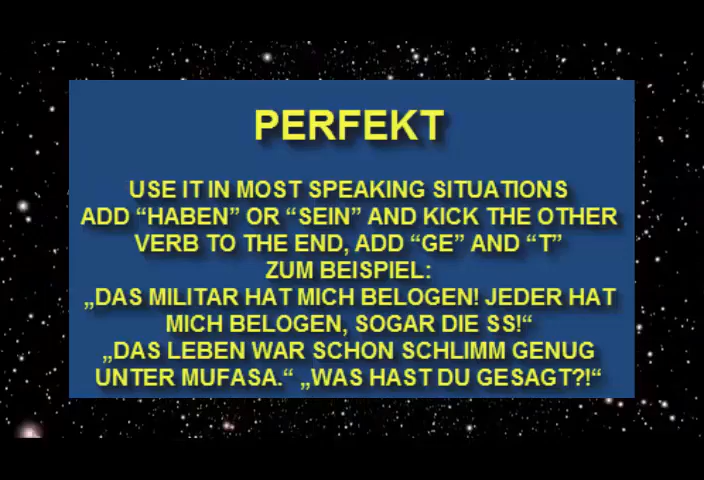 PERFEKT
USE IT IN MOST SPEAKING SITUATIONS
ADD “HABEN” OR “SEIN” AND KICK THE OTHER
VERB TO THE END, ADD “GE” AND “T”
ZUM BEISPIEL:
„DAS MILITAR HAT MICH BELOGEN! JEDER HAT
MICH BELOGEN, SOGAR DIE SS!“
„DAS LEBEN WAR SCHON SCHLIMM GENUG
UNTER MUFASA.“ „WAS HAST DU GESAGT?!“